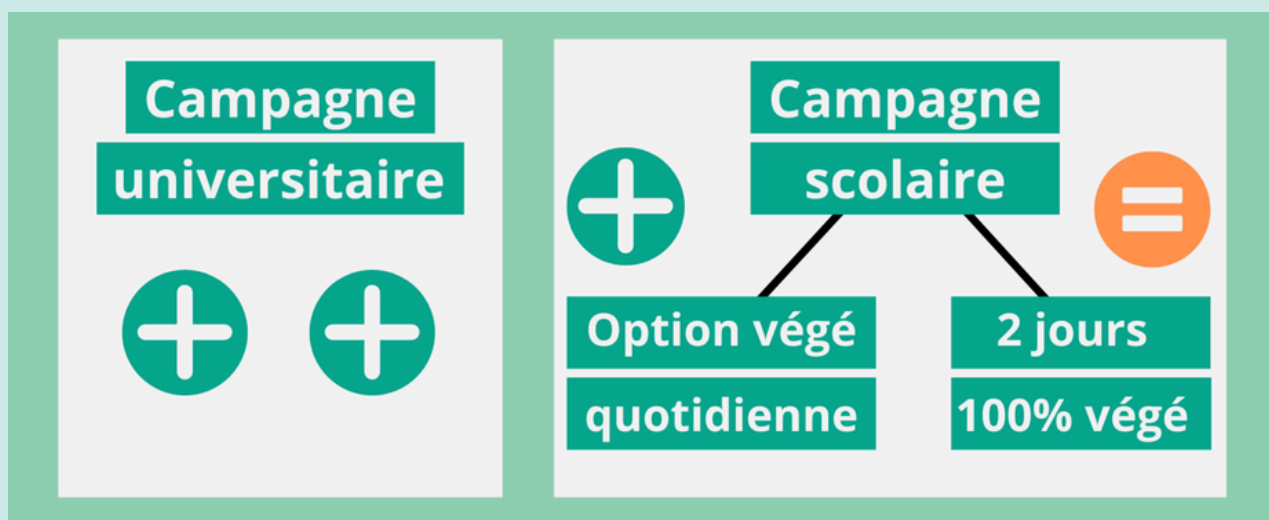 Campagne
universitaire
Campagne
scolaire
Option végé
quotidienne
2 jours
100% végé